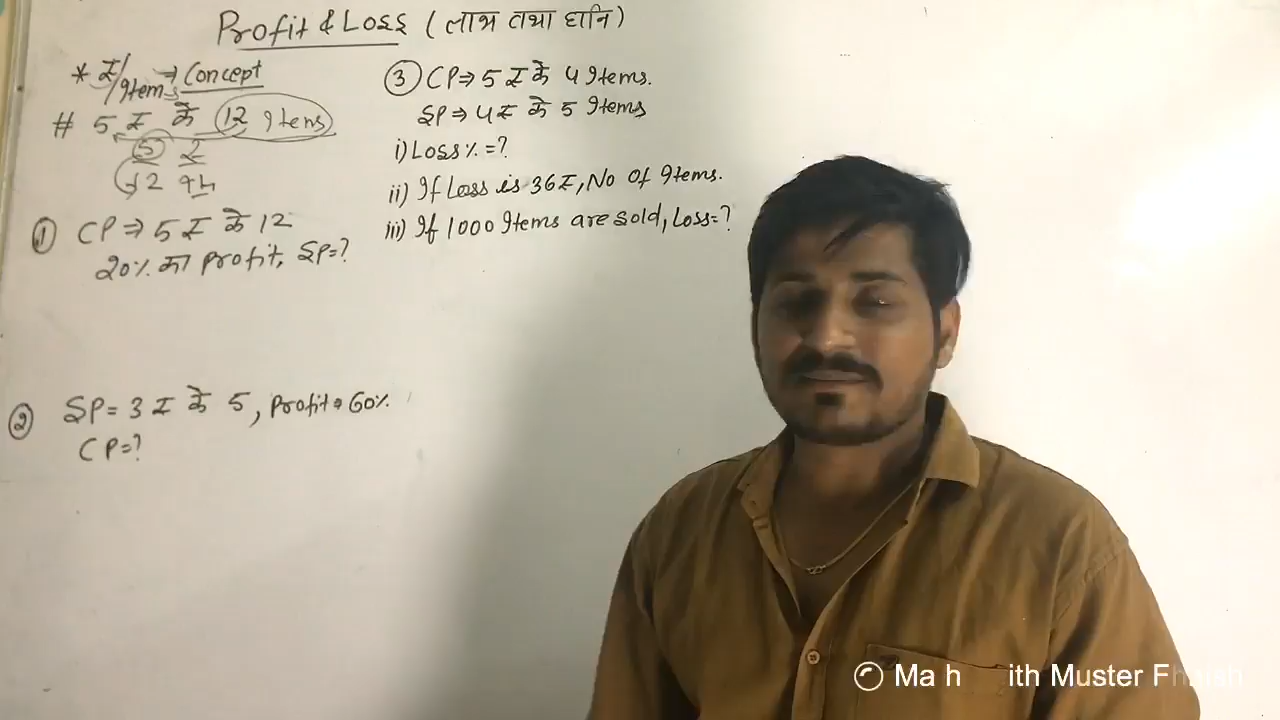 Profit & Loss (लाभ तथा हानि)
* ₹/Items ⇒ Concept
# 5 ₹ के 12 Items
5 ₹
12
① CP ⇒ 5 ₹ के 12
20% का Profit, SP=?
② SP = 3 ₹ के 5, Profit = 60%
CP=?
③ CP ⇒ 5 ₹ के 4 Items.
SP ⇒ 4 ₹ के 5 Items
i) Loss% = ?
ii) If Loss is 36 ₹, No Of Items.
iii) If 1000 Items are sold, Loss=?
ith Muster